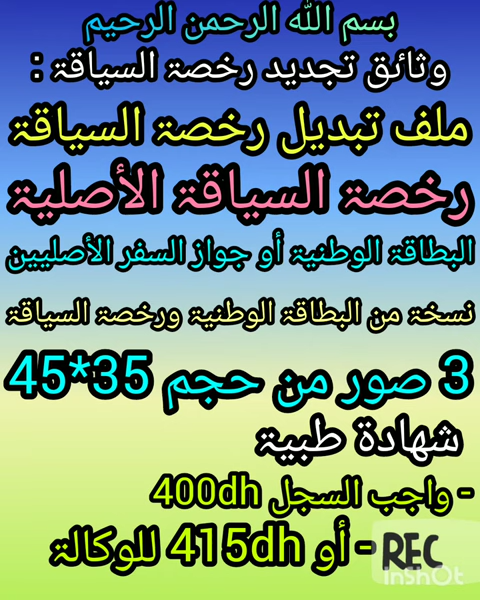 بسم الله الرحمن الرحيم
وثائق تجديد رخصة السياقة :
ملف تبديل رخصة السياقة
رخصة السياقة الأصلية
البطاقة الوطنية أو جواز السفر الأصليين
نسخة من البطاقة الوطنية ورخصة السياقة
3 صور من حجم 35*45
شهادة طبية
- واجب السجل 400dh
- أو 415dh للوكالة
REC
InShOt